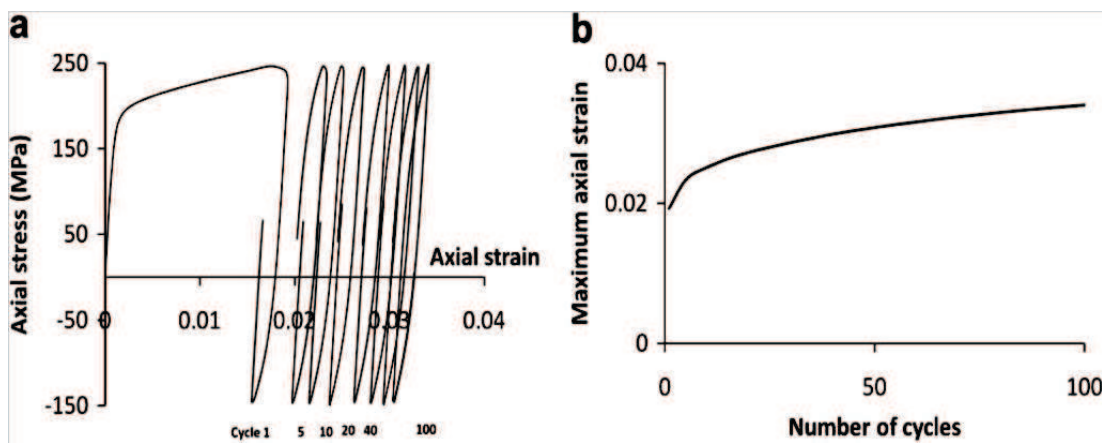 a
Axial stress (MPa)
250
150
50
-50
-150
0
0.01
0.02
0.03
0.04
Axial strain
Cycle 1 5 10 20 40 100
b
Maximum axial strain
0.04
0.02
0
0 50 100
Number of cycles